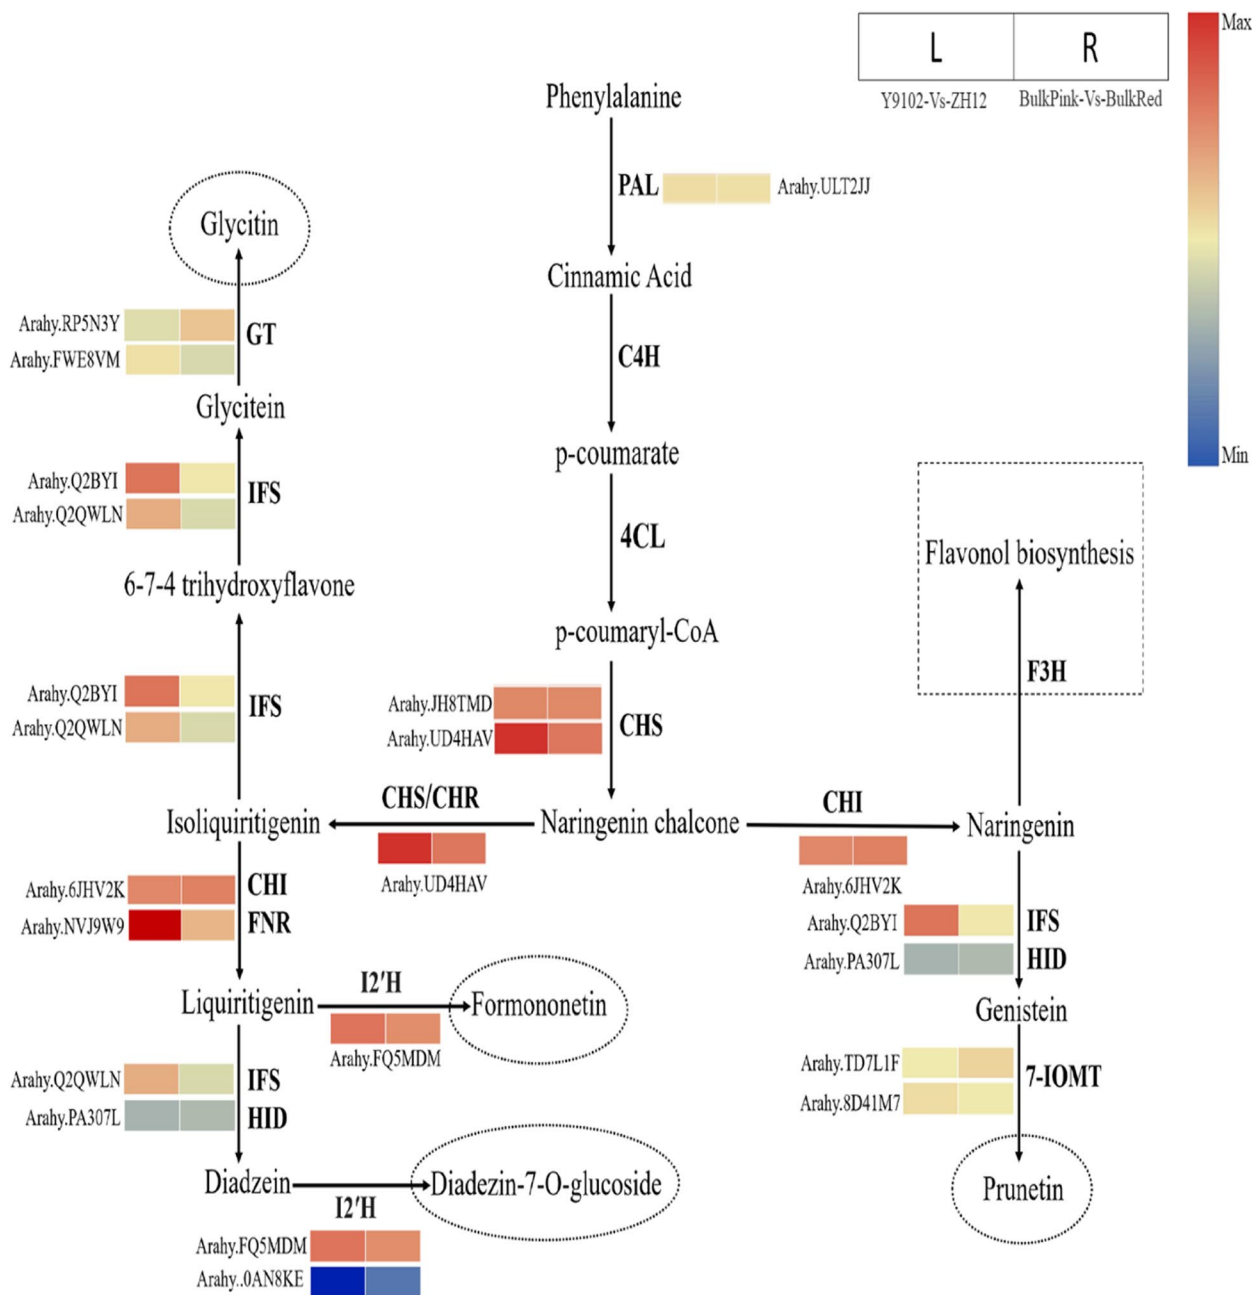 L
R
Max
Y9102-Vs-ZH12
BulkPink-Vs-BulkRed
Phenylalanine
PAL
Arahy.ULT2JJ
Glycitin
Cinnamic Acid
Arahy.RP5N3Y
GT
Arahy.FWE8VM
C4H
Glycitein
p-coumarate
Min
Arahy.Q2BYI
IFS
Arahy.Q2QWLN
4CL
Flavonol biosynthesis
6-7-4 trihydroxyflavone
p-coumaryl-CoA
F3H
Arahy.Q2BYI
IFS
Arahy.Q2QWLN
Arahy.JH8TMD
CHS
Arahy.UD4HAV
CHS/CHR
CHI
Isoliquiritigenin
Naringenin chalcone
Naringenin
Arahy.UD4HAV
Arahy.6JHV2K
Arahy.6JHV2K
CHI
Arahy.NVJ9W9
FNR
Arahy.Q2BYI
IFS
Arahy.PA307L
HID
I2'H
Liquiritigenin
Formononetin
Genistein
Arahy.FQ5MDM
Arahy.TD7L1F
7-IOMT
Arahy.8D41M7
Arahy.Q2QWLN
IFS
Arahy.PA307L
HID
Diadzein
Diadezin-7-O-glucoside
Prunetin
I2'H
Arahy.FQ5MDM
Arahy..0AN8KE